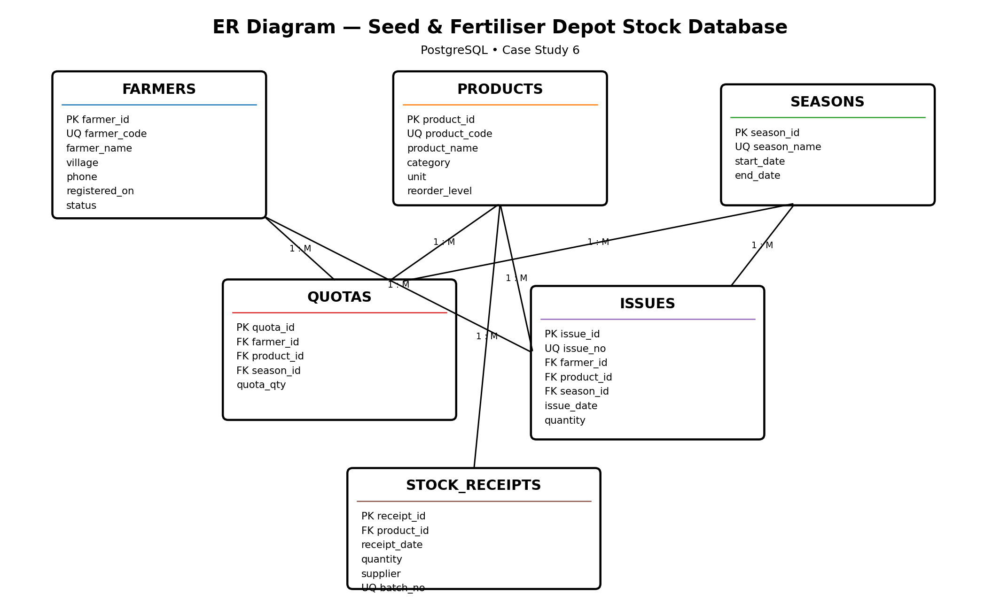 ER Diagram — Seed & Fertiliser Depot Stock Database
PostgreSQL • Case Study 6
FARMERS
PK farmer_id
UQ farmer_code
farmer_name
village
phone
registered_on
status
PRODUCTS
PK product_id
UQ product_code
product_name
category
unit
reorder_level
SEASONS
PK season_id
UQ season_name
start_date
end_date
1 : M
1 : M
1 : M
1 : M
1 : M
1 : M
1 : M
QUOTAS
PK quota_id
FK farmer_id
FK product_id
FK season_id
quota_qty
ISSUES
PK issue_id
UQ issue_no
FK farmer_id
FK product_id
FK season_id
issue_date
quantity
STOCK_RECEIPTS
PK receipt_id
FK product_id
receipt_date
quantity
supplier
UQ batch_no